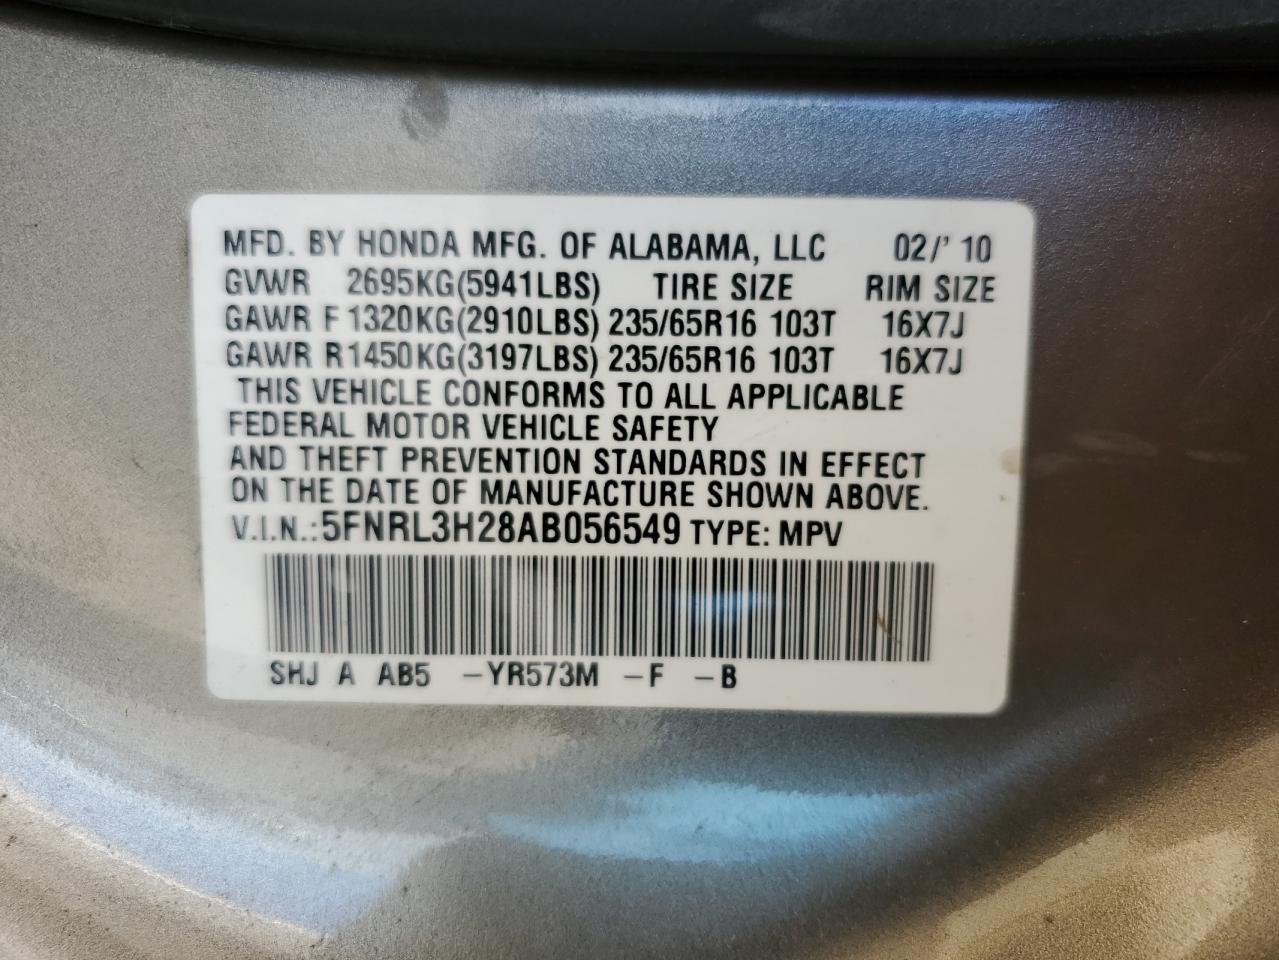 MFD. BY HONDA MFG. OF ALABAMA, LLC 02/' 10
GVWR 2695KG(5941LBS) TIRE SIZE RIM SIZE
GAWR F 1320KG(2910LBS) 235/65R16 103T 16X7J
GAWR R1450KG(3197LBS) 235/65R16 103T 16X7J
THIS VEHICLE CONFORMS TO ALL APPLICABLE
FEDERAL MOTOR VEHICLE SAFETY
AND THEFT PREVENTION STANDARDS IN EFFECT
ON THE DATE OF MANUFACTURE SHOWN ABOVE.
V.I.N.:5FNRL3H28AB056549 TYPE: MPV
SHJ A AB5 -YR573M -F -B